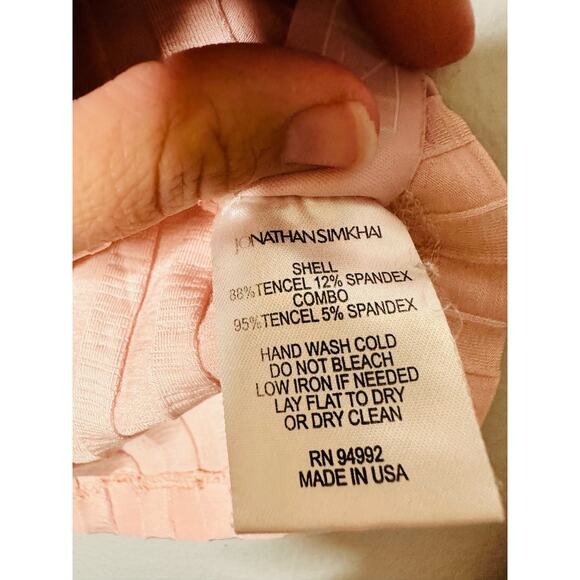 JONATHAN SIMKHAI
SHELL
88% TENCEL 12% SPANDEX
COMBO
95% TENCEL 5% SPANDEX
HAND WASH COLD
DO NOT BLEACH
LOW IRON IF NEEDED
LAY FLAT TO DRY
OR DRY CLEAN
RN 94992
MADE IN USA